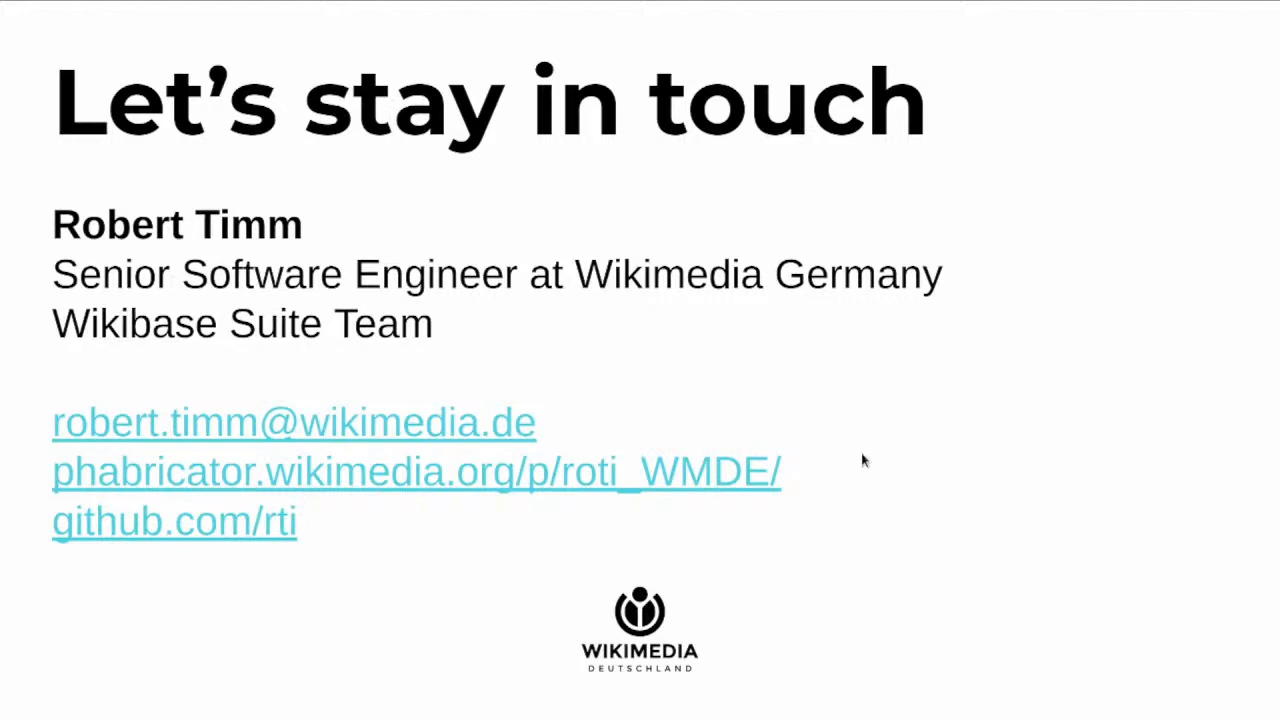 Let’s stay in touch
Robert Timm
Senior Software Engineer at Wikimedia Germany
Wikibase Suite Team
robert.timm@wikimedia.de
phabricator.wikimedia.org/p/roti_WMDE/
github.com/rti
WIKIMEDIA
DEUTSCHLAND